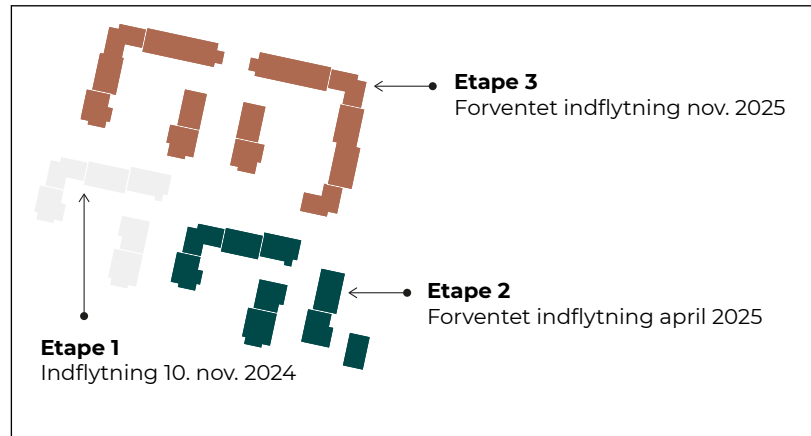 Etape 3
Forventet indflytning nov. 2025
Etape 2
Forventet indflytning april 2025
Etape 1
Indflytning 10. nov. 2024